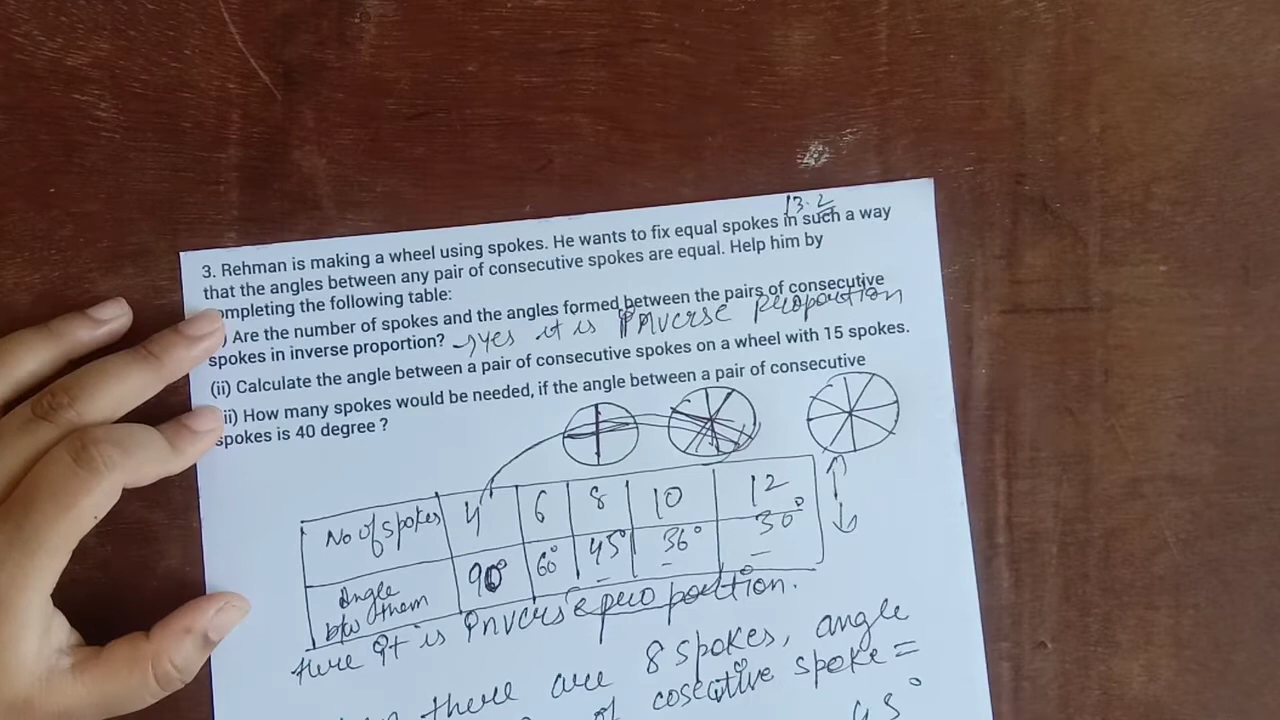 13.2
3. Rehman is making a wheel using spokes. He wants to fix equal spokes in such a way
that the angles between any pair of consecutive spokes are equal. Help him by
ompleting the following table:
) Are the number of spokes and the angles formed between the pairs of consecutive
spokes in inverse proportion? → yes it is inverse proportion
(ii) Calculate the angle between a pair of consecutive spokes on a wheel with 15 spokes.
ii) How many spokes would be needed, if the angle between a pair of consecutive
spokes is 40 degree ?
No of spokes 4 6 8 10 12
Angle btw them 90° 60° 45° 36° 30°
Here it is inverse proportion.
there are 8 spokes, angle
of cosecutive spoke =
45°